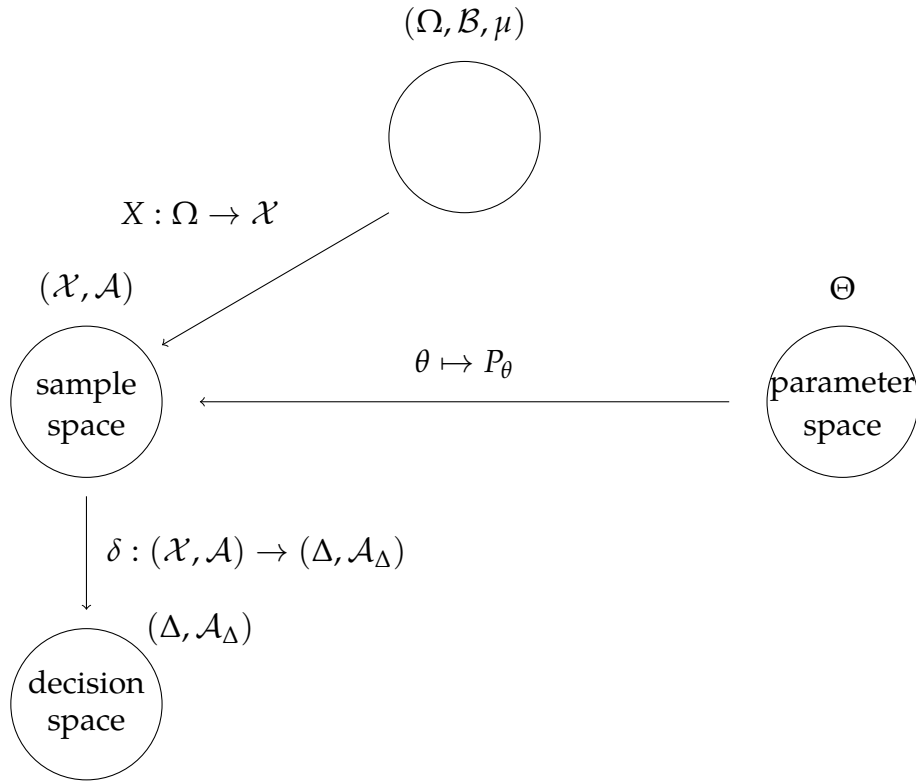 (Ω, ℬ, μ)
X : Ω → 𝒳
(𝒳, 𝒜)
Θ
θ ↦ P_θ
sample
space
parameter
space
δ : (𝒳, 𝒜) → (Δ, 𝒜_Δ)
(Δ, 𝒜_Δ)
decision
space